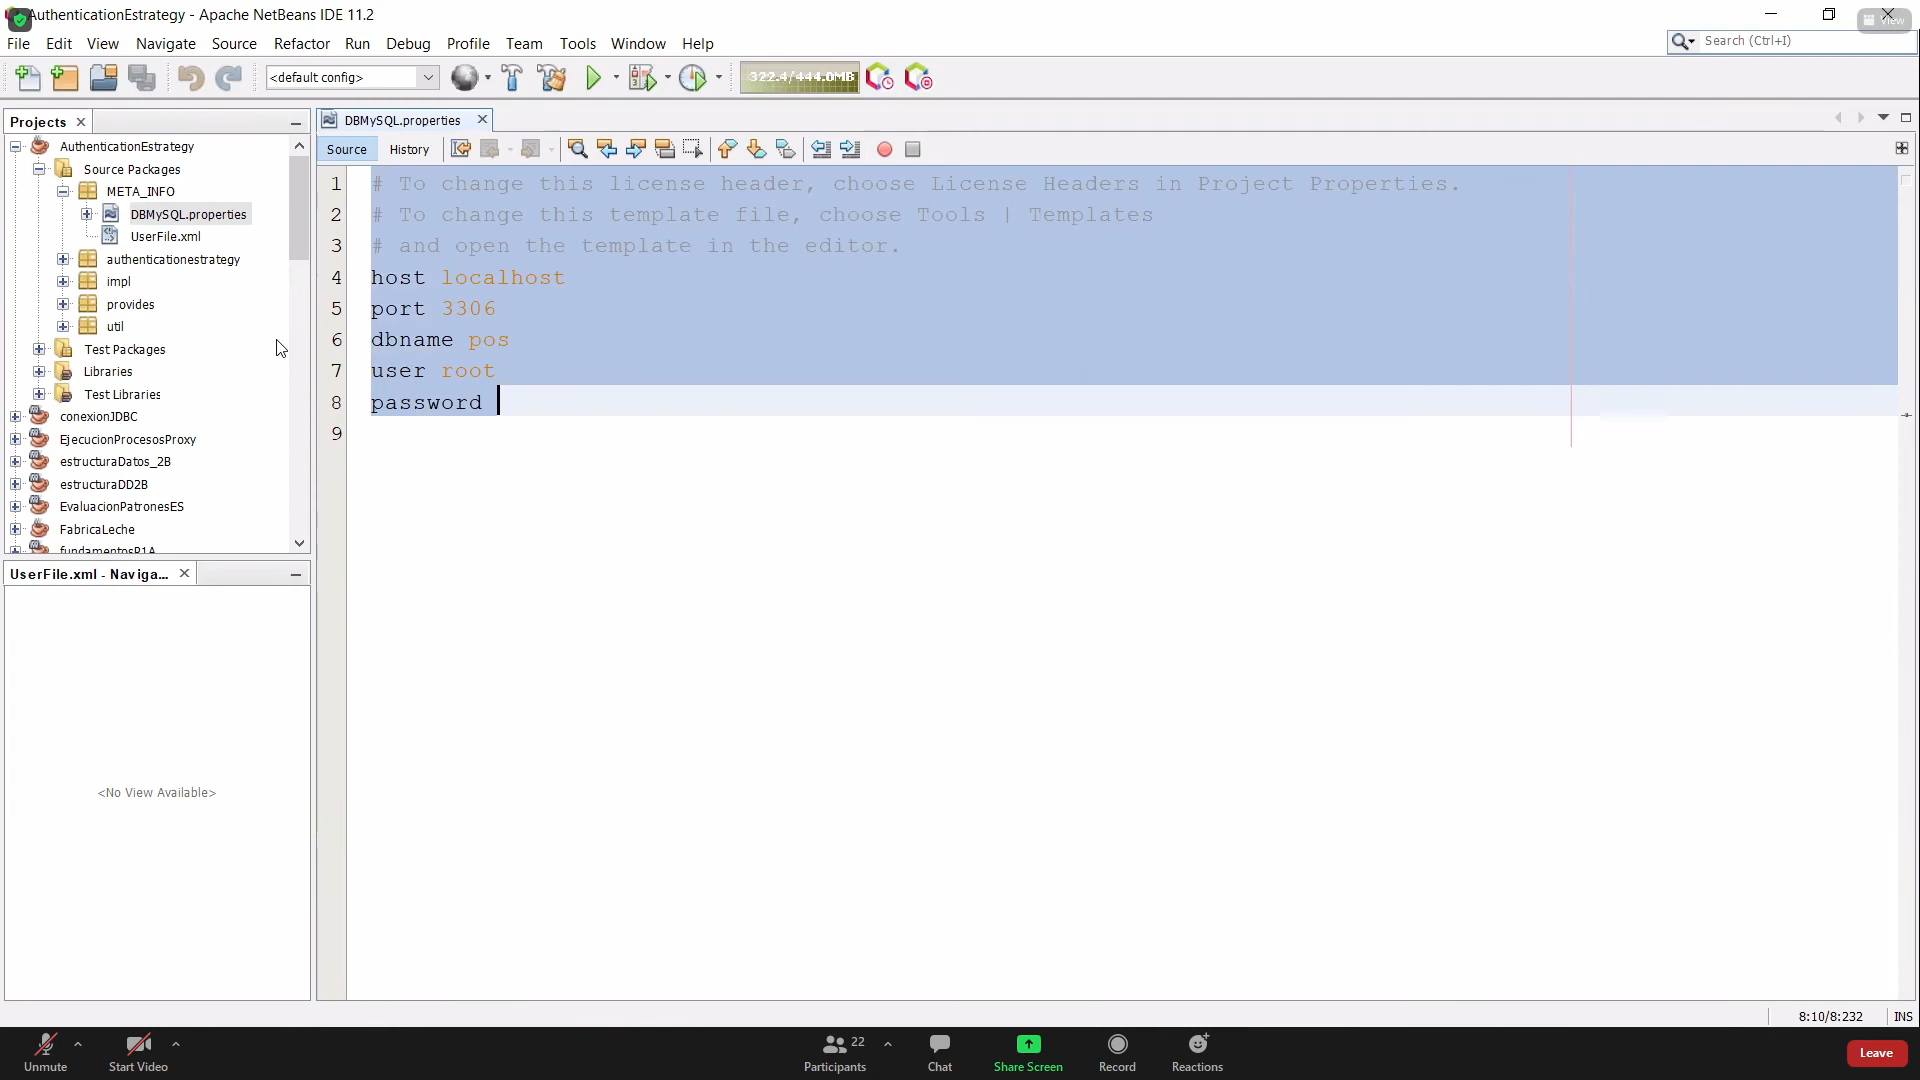 AuthenticationEstrategy - Apache NetBeans IDE 11.2
View
File Edit View Navigate Source Refactor Run Debug Profile Team Tools Window Help
Search (Ctrl+I)
<default config>
322.4/444.0MB
Projects
DBMySQL.properties
Source History
AuthenticationEstrategy
Source Packages
META_INFO
DBMySQL.properties
UserFile.xml
authenticationestrategy
impl
provides
util
Test Packages
Libraries
Test Libraries
conexionJDBC
EjecucionProcesosProxy
estructuraDatos_2B
estructuraDD2B
EvaluacionPatronesES
FabricaLeche
fundamentosP1A
1 # To change this license header, choose License Headers in Project Properties.
2 # To change this template file, choose Tools | Templates
3 # and open the template in the editor.
4 host localhost
5 port 3306
6 dbname pos
7 user root
8 password
9
UserFile.xml - Naviga...
<No View Available>
8:10/8:232 INS
Unmute
Start Video
22
Participants
Chat
Share Screen
Record
Reactions
Leave